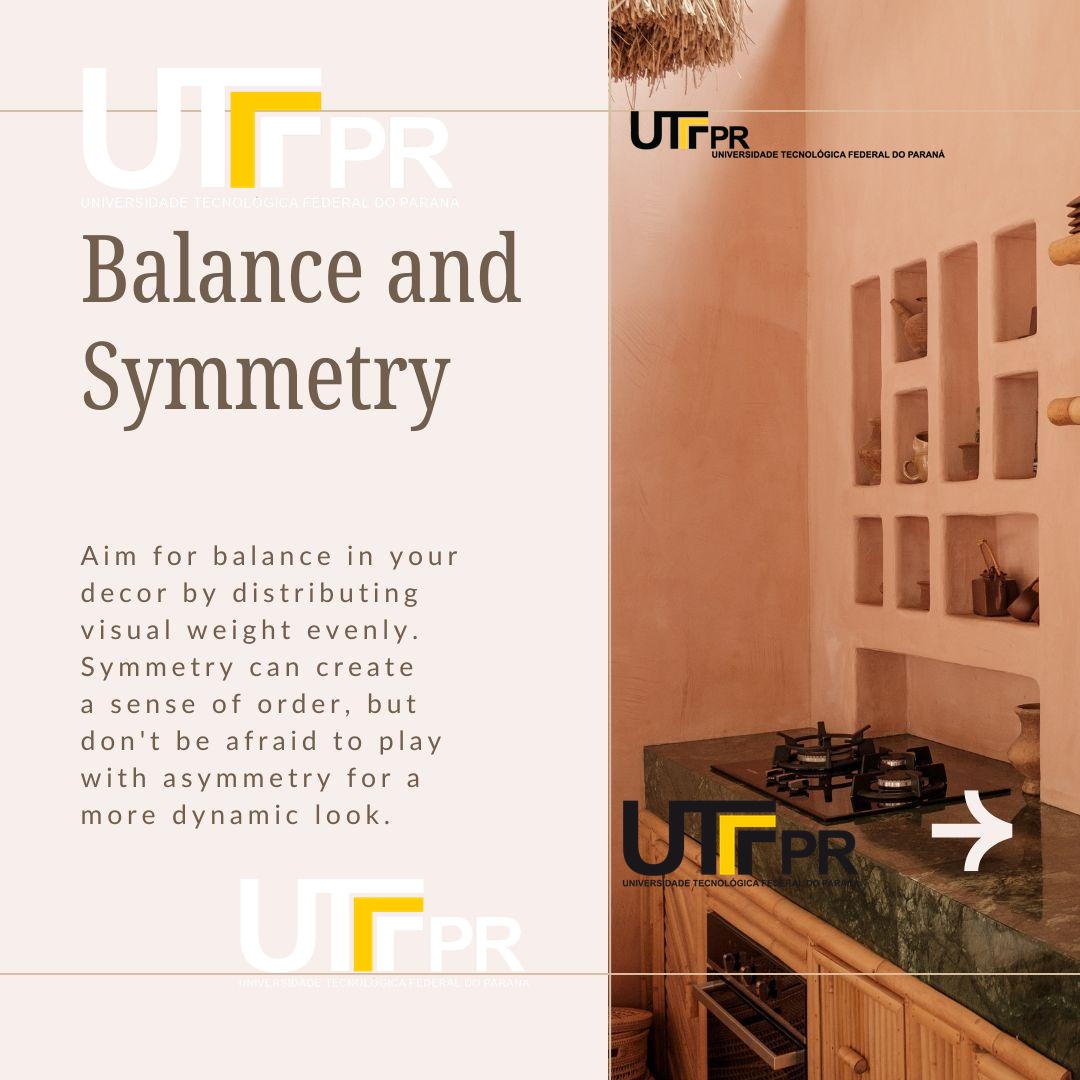 UTFPR
UNIVERSIDADE TECNOLÓGICA FEDERAL DO PARANÁ
Balance and
Symmetry
Aim for balance in your
decor by distributing
visual weight evenly.
Symmetry can create
a sense of order, but
don't be afraid to play
with asymmetry for a
more dynamic look.
UTFPR
UNIVERSIDADE TECNOLÓGICA FEDERAL DO PARANÁ
UTFPR
UNIVERSIDADE TECNOLÓGICA FEDERAL DO PARANÁ
UTFPR
UNIVERSIDADE TECNOLÓGICA FEDERAL DO PARANÁ